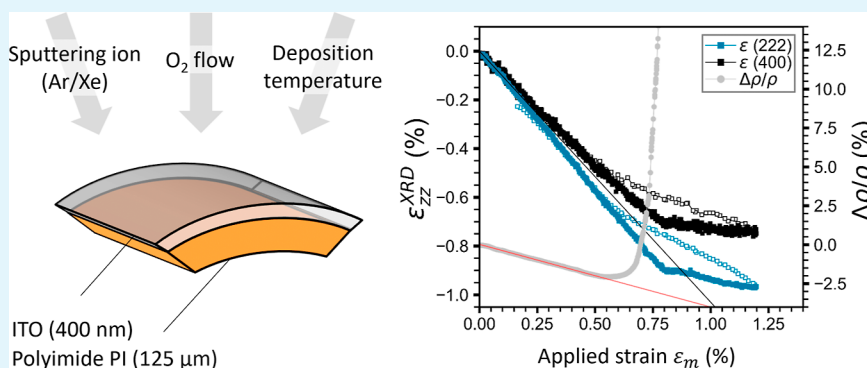 Sputtering ion
(Ar/Xe)
O₂ flow
Deposition
temperature
ITO (400 nm)
Polyimide PI (125 μm)
ε_zz^XRD (%)
0.0
−0.2
−0.4
−0.6
−0.8
−1.0
0.00
0.25
0.50
0.75
1.00
1.25
Applied strain ε_m (%)
ε (222)
ε (400)
Δρ/ρ
12.5
10.0
7.5
5.0
2.5
0.0
−2.5
Δρ/ρ (%)